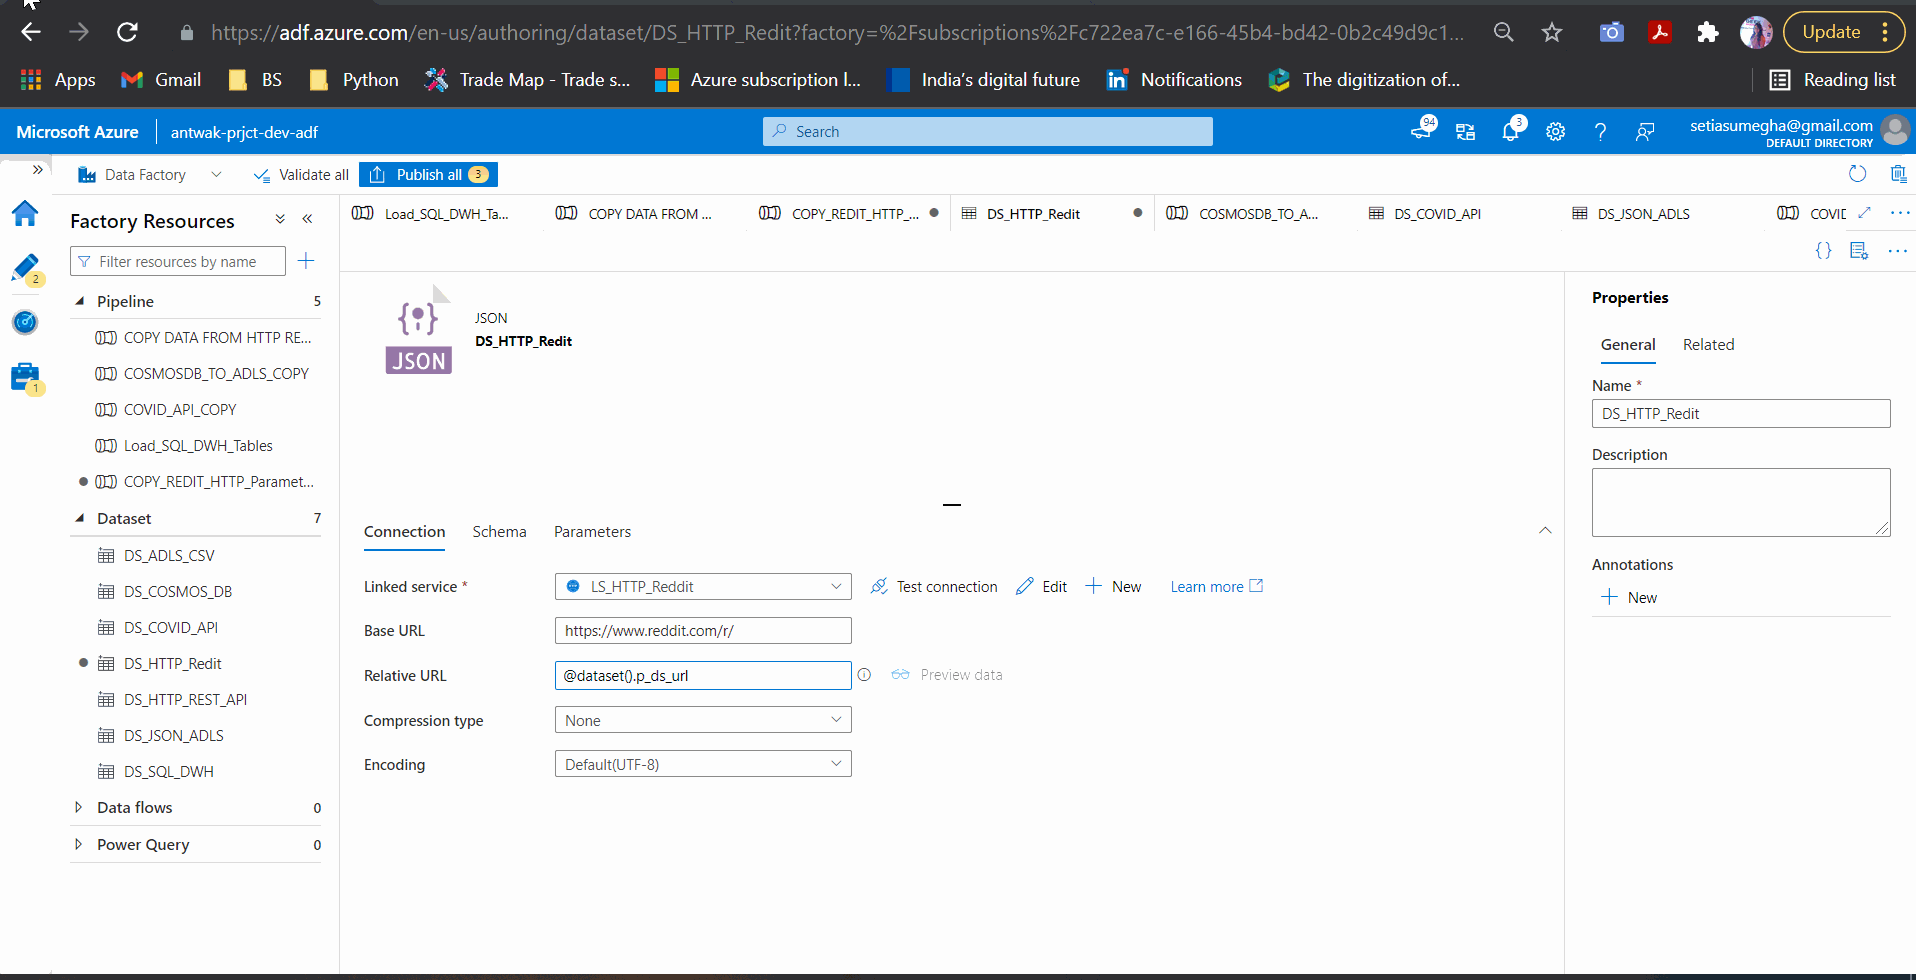 https://adf.azure.com/en-us/authoring/dataset/DS_HTTP_Redit?factory=%2Fsubscriptions%2Fc722ea7c-e166-45b4-bd42-0b2c49d9c1...
Update
Apps
Gmail
BS
Python
Trade Map - Trade s...
Azure subscription l...
India's digital future
Notifications
The digitization of...
Reading list
Microsoft Azure
antwak-prjct-dev-adf
Search
94
3
setiasumegha@gmail.com
DEFAULT DIRECTORY
Data Factory
Validate all
Publish all 3
Factory Resources
Load_SQL_DWH_Ta...
COPY DATA FROM ...
COPY_REDIT_HTTP_...
DS_HTTP_Redit
COSMOSDB_TO_A...
DS_COVID_API
DS_JSON_ADLS
COVID
Filter resources by name
2
1
Pipeline 5
COPY DATA FROM HTTP RE...
COSMOSDB_TO_ADLS_COPY
COVID_API_COPY
Load_SQL_DWH_Tables
COPY_REDIT_HTTP_Paramet...
Dataset 7
DS_ADLS_CSV
DS_COSMOS_DB
DS_COVID_API
DS_HTTP_Redit
DS_HTTP_REST_API
DS_JSON_ADLS
DS_SQL_DWH
Data flows 0
Power Query 0
JSON
JSON
DS_HTTP_Redit
Connection
Schema
Parameters
Linked service *
LS_HTTP_Reddit
Test connection
Edit
New
Learn more
Base URL
https://www.reddit.com/r/
Relative URL
@dataset().p_ds_url
Preview data
Compression type
None
Encoding
Default(UTF-8)
Properties
General
Related
Name *
DS_HTTP_Redit
Description
Annotations
New